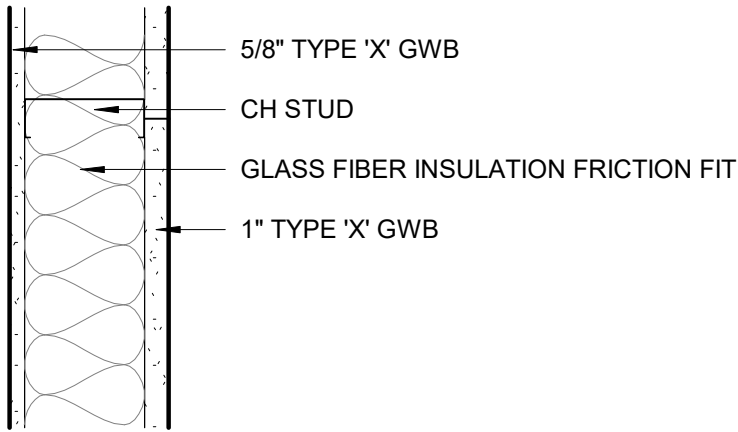 5/8" TYPE 'X' GWB
CH STUD
GLASS FIBER INSULATION FRICTION FIT
1" TYPE 'X' GWB